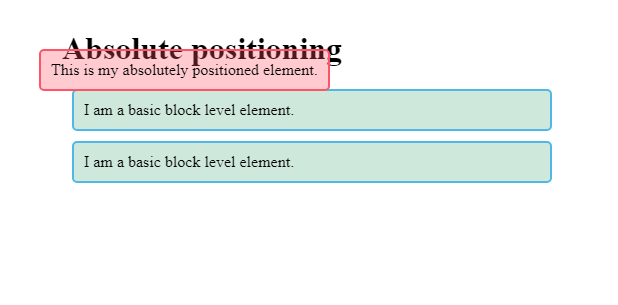 Absolute positioning
This is my absolutely positioned element.
I am a basic block level element.
I am a basic block level element.